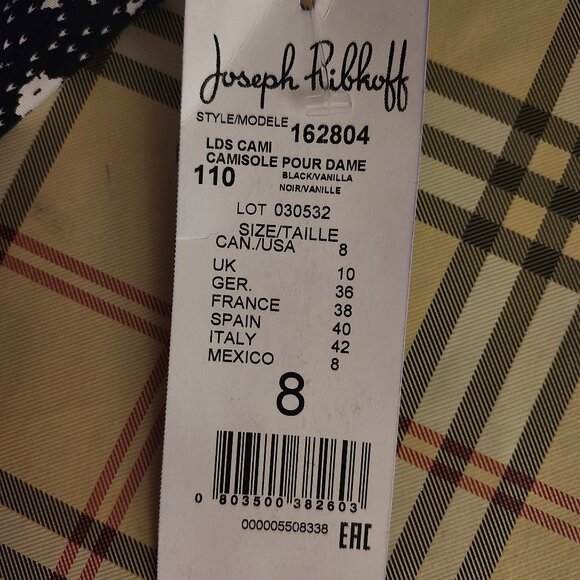 Joseph Ribkoff
STYLE/MODELE 162804
LDS CAMI
CAMISOLE POUR DAME
110 BLACK/VANILLA
NOIR/VANILLE
LOT 030532
SIZE/TAILLE
CAN./USA 8
UK 10
GER. 36
FRANCE 38
SPAIN 40
ITALY 42
MEXICO 8
8
0 803500 382603
000005508338 EAC